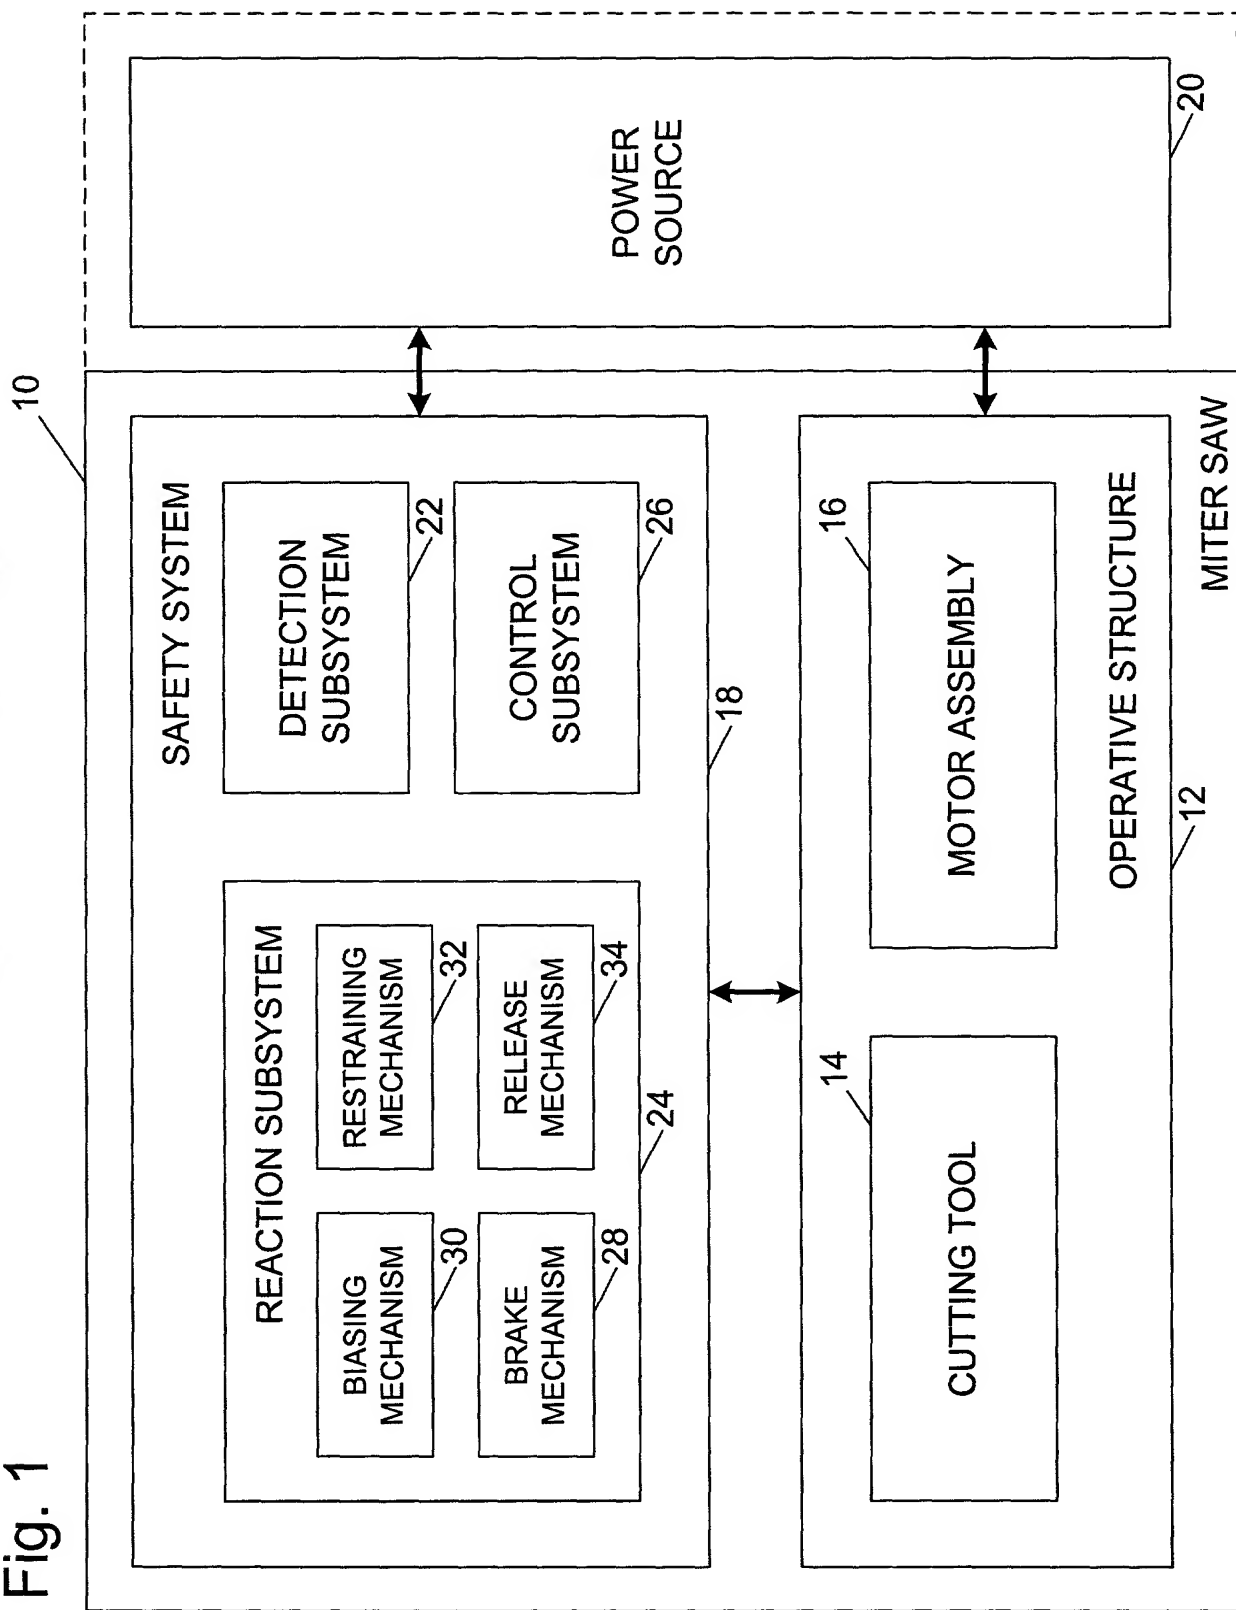 Fig. 1
10
SAFETY SYSTEM
REACTION SUBSYSTEM
BIASING
MECHANISM
30
RESTRAINING
MECHANISM
32
BRAKE
MECHANISM
28
RELEASE
MECHANISM
34
24
DETECTION
SUBSYSTEM
22
CONTROL
SUBSYSTEM
26
18
14
CUTTING TOOL
16
MOTOR ASSEMBLY
OPERATIVE STRUCTURE
12
MITER SAW
POWER
SOURCE
20